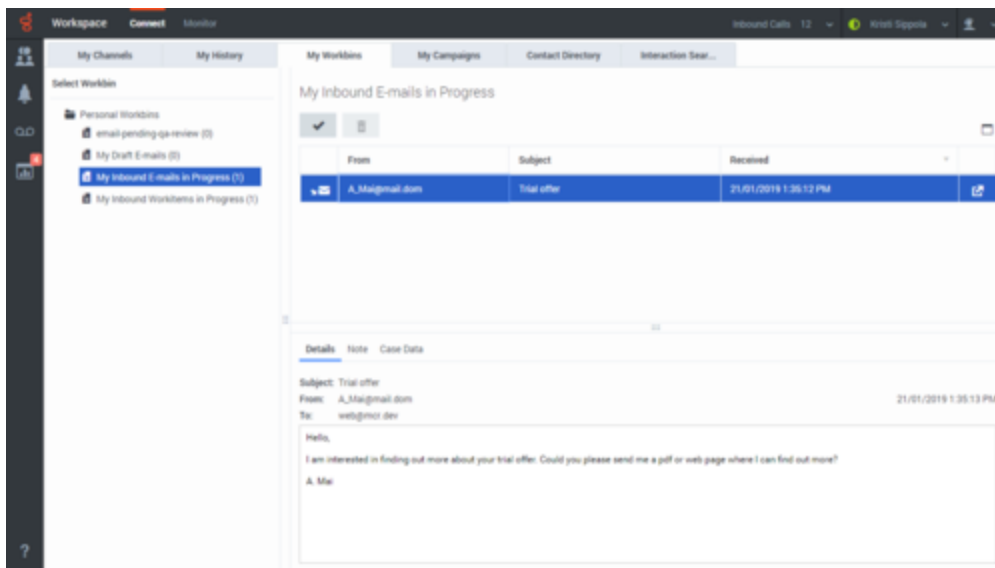 Workspace Connect Monitor Inbound Calls 12 Kristi Sippola
My Channels My History My Workbins My Campaigns Contact Directory Interaction Sear...
Select Workbin
My Inbound E-mails in Progress
Personal Workbins
email-pending-qa-review (0)
My Draft E-mails (0)
My Inbound E-mails in Progress (1)
My Inbound Workitems in Progress (1)
From Subject Received
A_Mai@mail.dom Trial offer 21/01/2019 1:35:12 PM
Details Note Case Data
Subject: Trial offer
From: A_Mai@mail.dom 21/01/2019 1:35:13 PM
To: web@mcr.dev
Hello,
I am interested in finding out more about your trial offer. Could you please send me a pdf or web page where I can find out more?
A. Mai
4
?